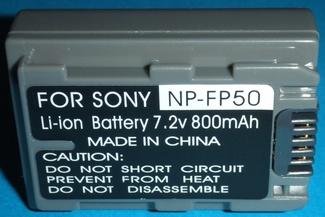 FOR SONY NP-FP50
Li-ion Battery 7.2v 800mAh
MADE IN CHINA
CAUTION:
DO NOT SHORT CIRCUIT
PREVENT FROM HEAT
DO NOT DISASSEMBLE